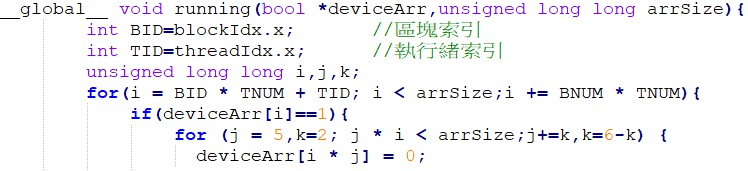 __global__ void running(bool *deviceArr,unsigned long long arrSize){
int BID=blockIdx.x; //區塊索引
int TID=threadIdx.x; //執行緒索引
unsigned long long i,j,k;
for(i = BID * TNUM + TID; i < arrSize;i += BNUM * TNUM){
if(deviceArr[i]==1){
for (j = 5,k=2; j * i < arrSize;j+=k,k=6-k) {
deviceArr[i * j] = 0;